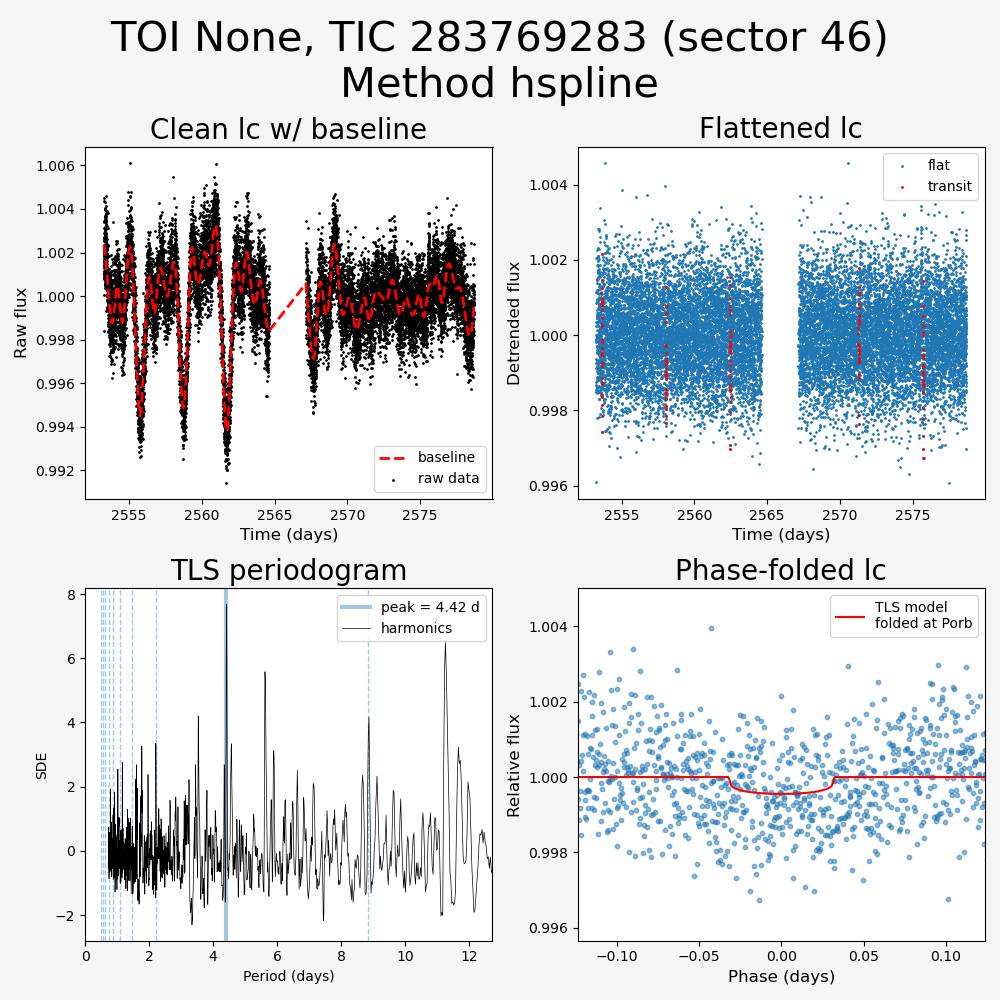 TOI None, TIC 283769283 (sector 46)
Method hspline
Clean lc w/ baseline
Raw flux
1.006
1.004
1.002
1.000
0.998
0.996
0.994
0.992
baseline
raw data
2555
2560
2565
2570
2575
Time (days)
Flattened lc
Detrended flux
1.004
1.002
1.000
0.998
0.996
flat
transit
2555
2560
2565
2570
2575
Time (days)
TLS periodogram
SDE
8
6
4
2
0
−2
peak = 4.42 d
harmonics
0
2
4
6
8
10
12
Period (days)
Phase-folded lc
Relative flux
1.004
1.002
1.000
0.998
0.996
TLS model
folded at Porb
−0.10
−0.05
0.00
0.05
0.10
Phase (days)